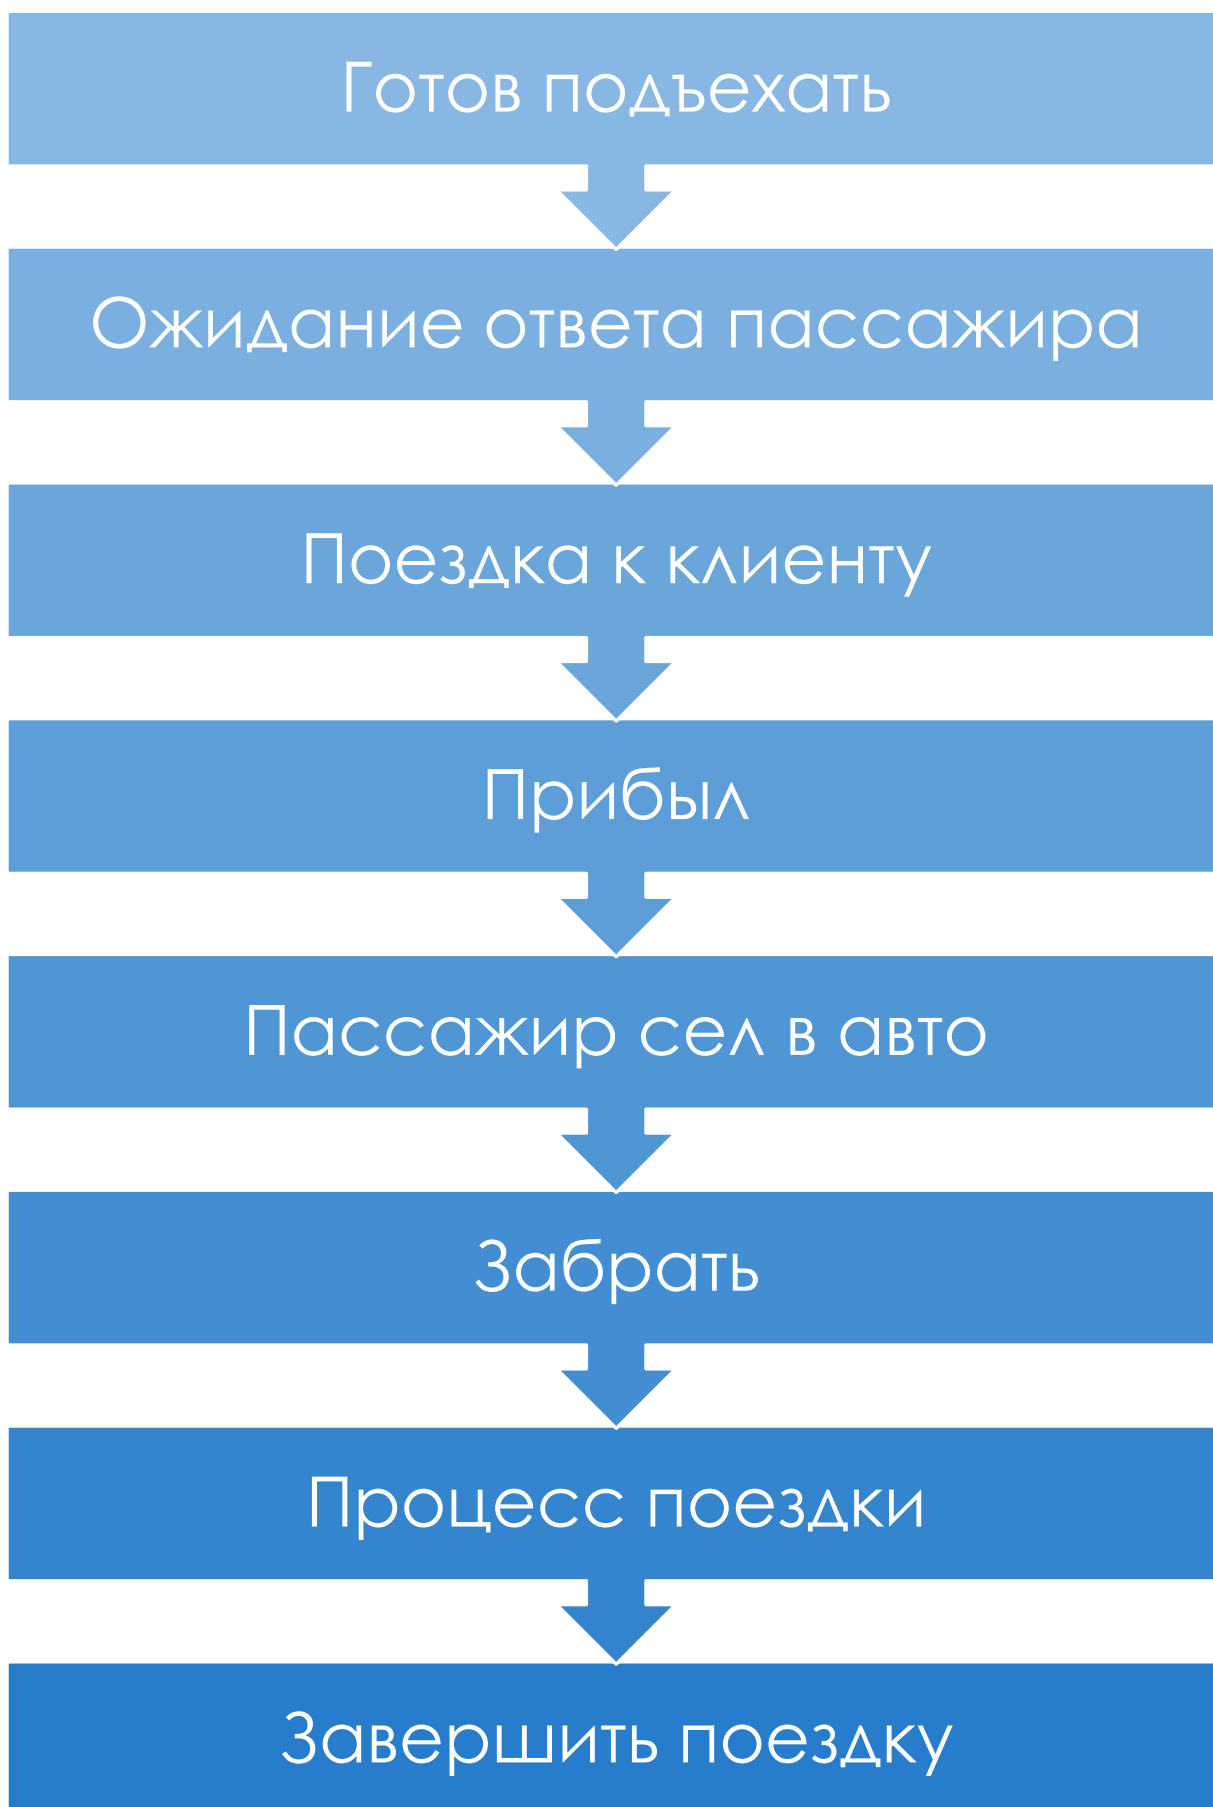 Готов подъехать
Ожидание ответа пассажира
Поездка к клиенту
Прибыл
Пассажир сел в авто
Забрать
Процесс поездки
Завершить поездку